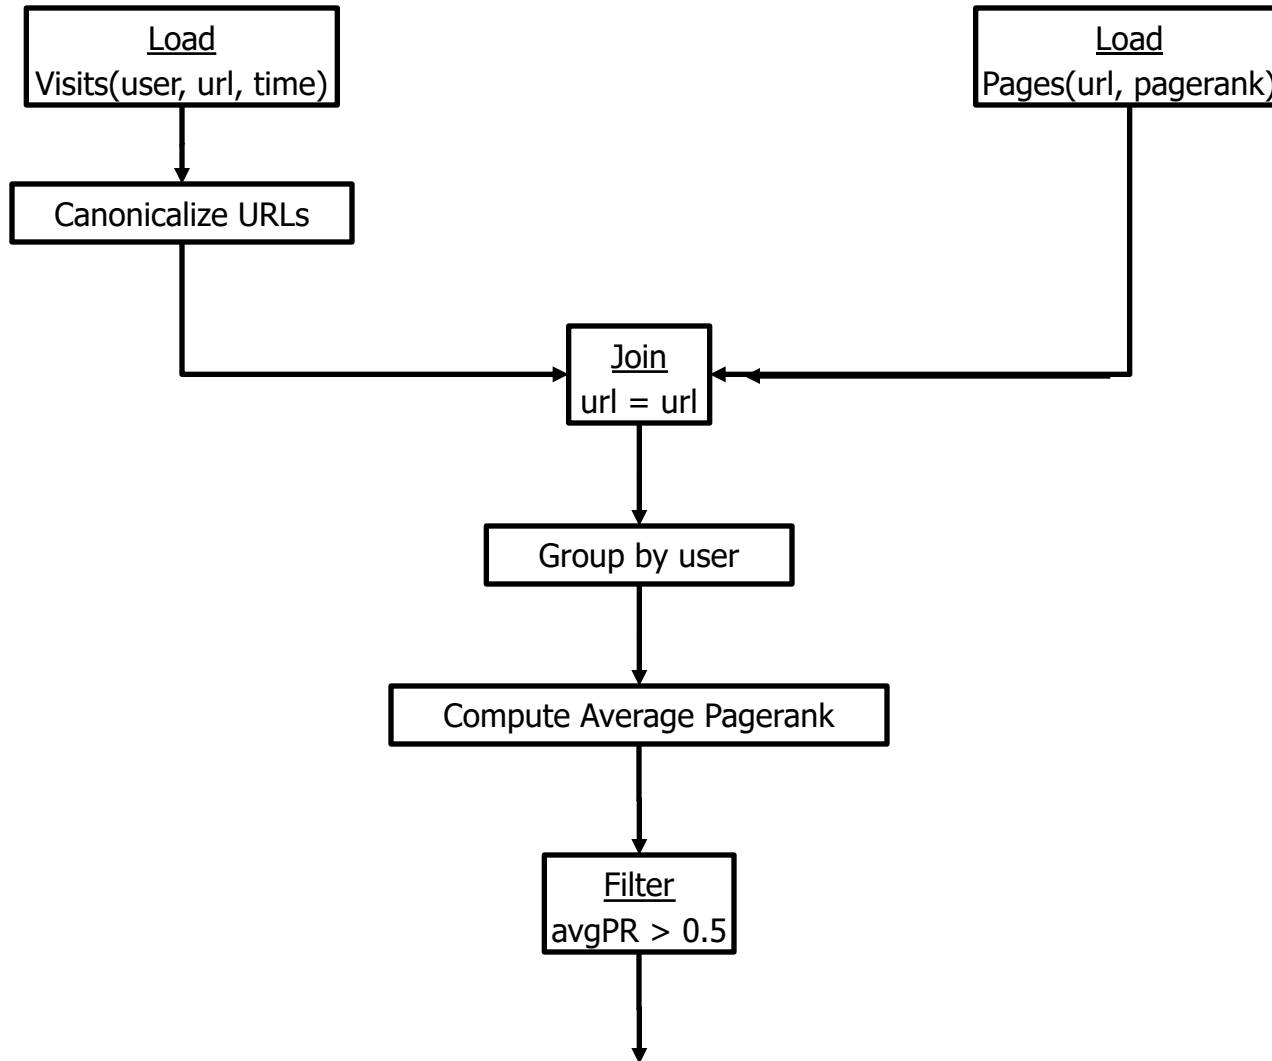 Load
Visits(user, url, time)
Load
Pages(url, pagerank)
Canonicalize URLs
Join
url = url
Group by user
Compute Average Pagerank
Filter
avgPR > 0.5